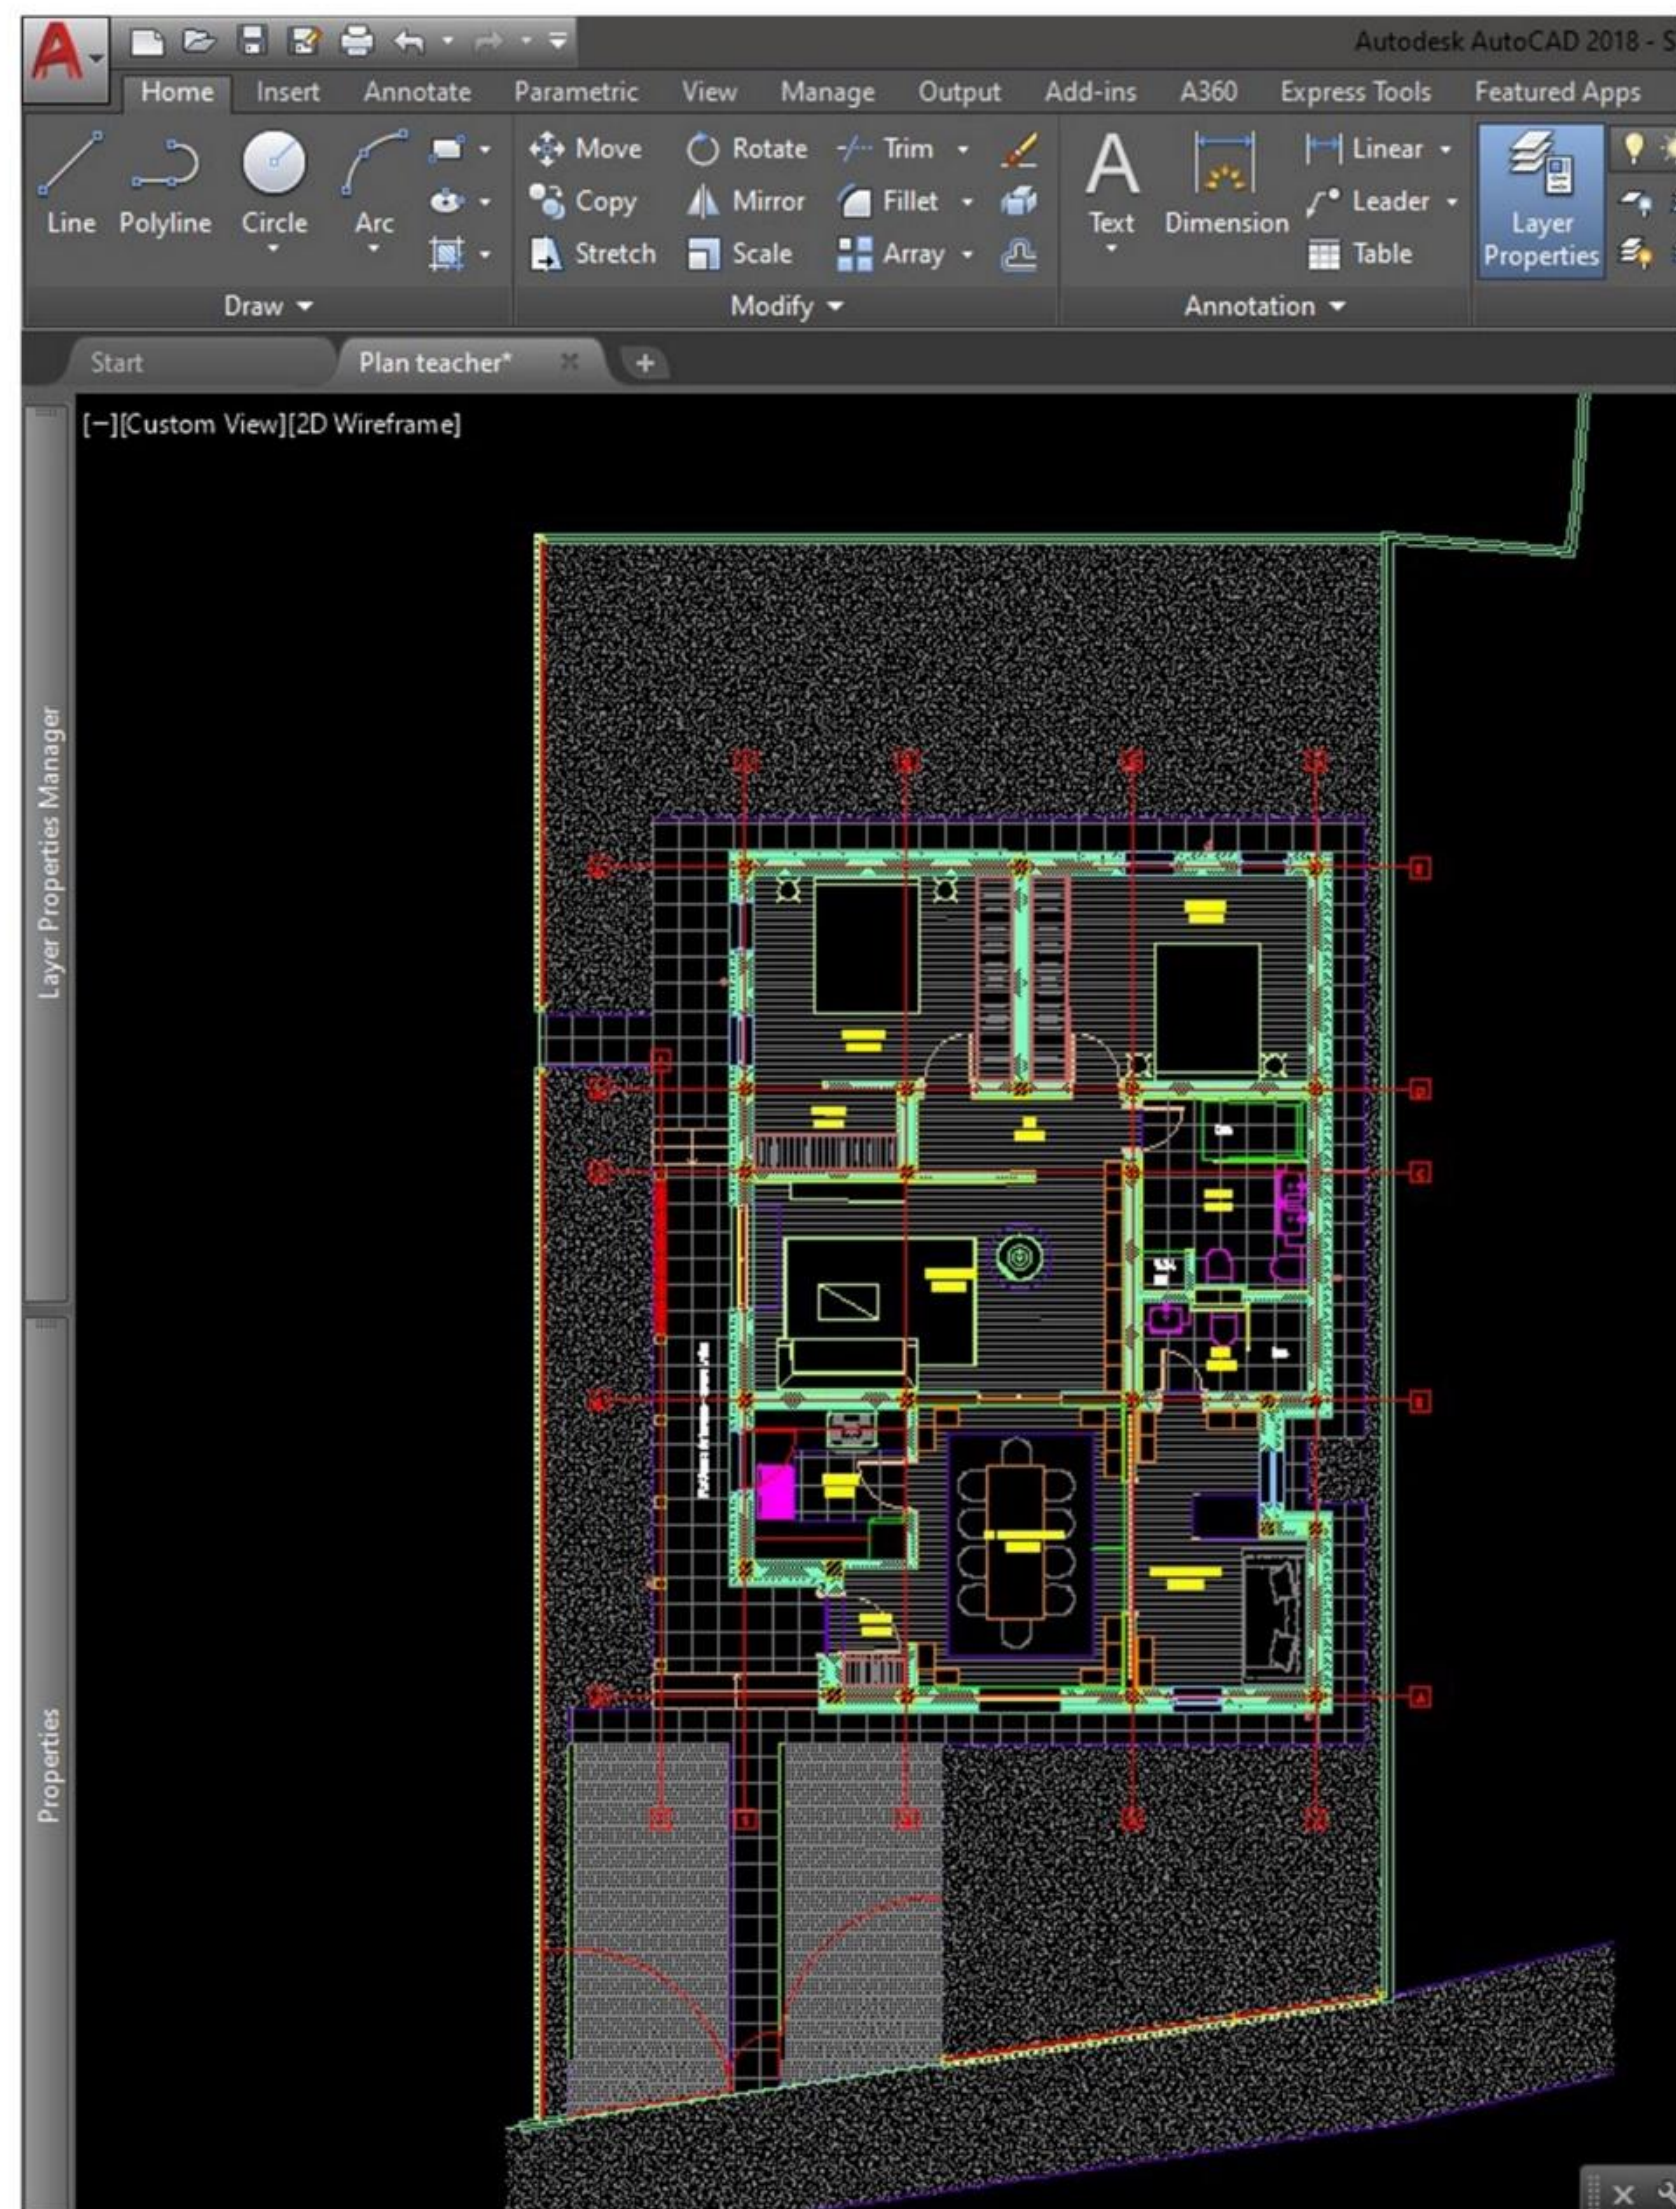 Autodesk AutoCAD 2018 - S
Home Insert Annotate Parametric View Manage Output Add-ins A360 Express Tools Featured Apps
Line Polyline Circle Arc
Move Rotate Trim
Copy Mirror Fillet
Stretch Scale Array
Text Dimension
Linear
Leader
Table
Layer
Properties
Draw Modify Annotation
Start Plan teacher*
[−][Custom View][2D Wireframe]
Layer Properties Manager
Properties
D
C
A